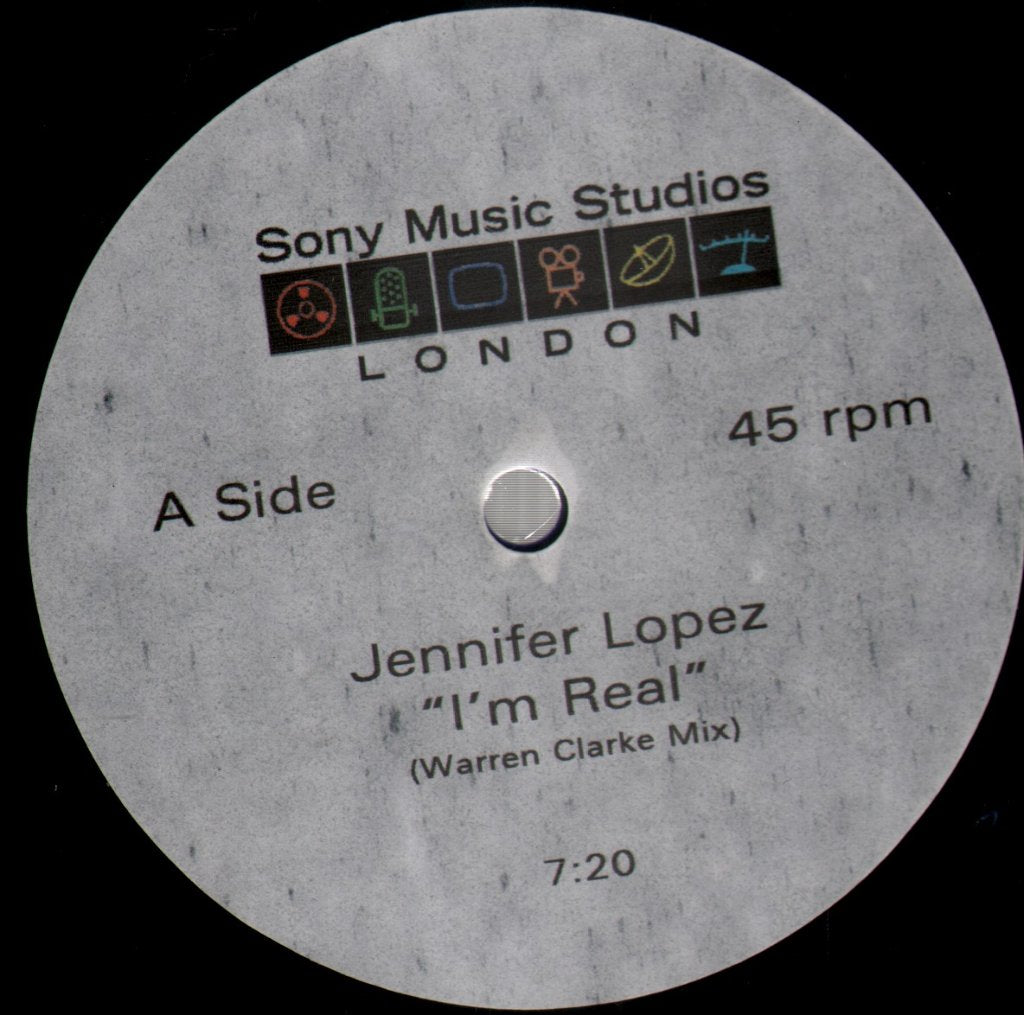 Sony Music Studios
LONDON
45 rpm
A Side
Jennifer Lopez
“I'm Real”
(Warren Clarke Mix)
7:20